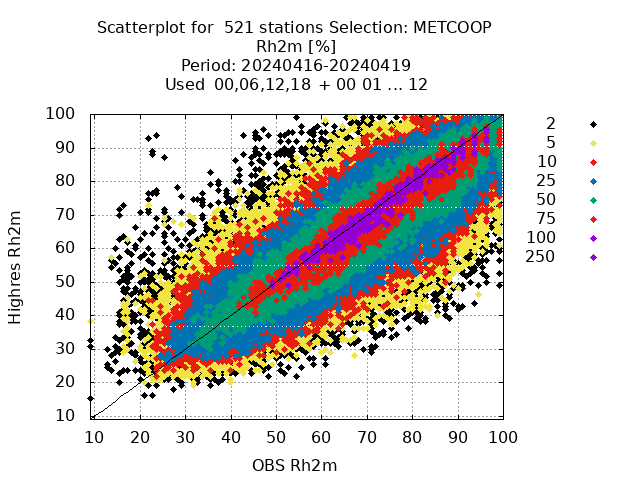 Scatterplot for  521 stations Selection: METCOOP
Rh2m [%]
Period: 20240416-20240419
Used  00,06,12,18  + 00 01 ... 12
100
90
80
70
60
50
40
30
20
10
Highres Rh2m
10 20 30 40 50 60 70 80 90 100
OBS Rh2m
2
5
10
25
50
75
100
250